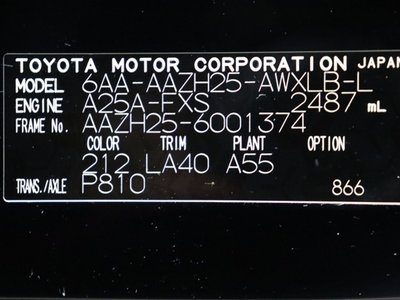 TOYOTA MOTOR CORPORATION JAPAN
MODEL 6AA-AAZH25-AWXLB-L
ENGINE A25A-FXS 2487 mL
FRAME No. AAZH25-6001374
COLOR TRIM PLANT OPTION
212 LA40 A55
TRANS./AXLE P810 866